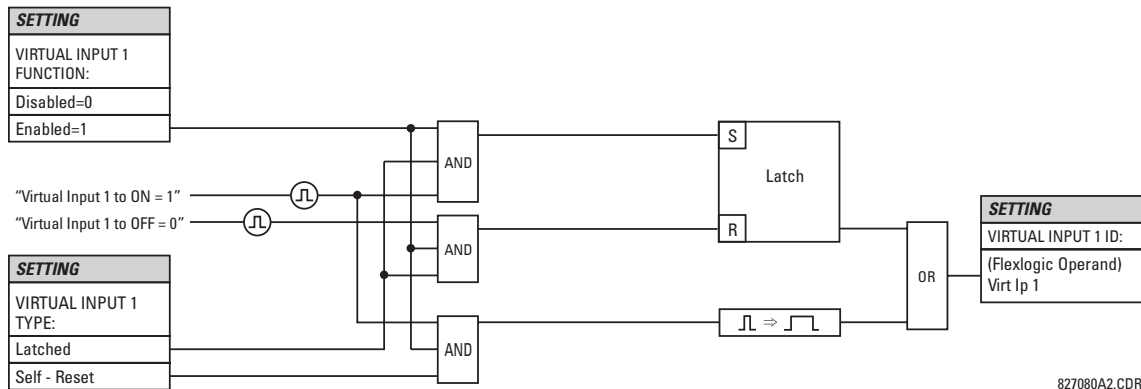 SETTING
VIRTUAL INPUT 1
FUNCTION:
Disabled=0
Enabled=1
“Virtual Input 1 to ON = 1”
“Virtual Input 1 to OFF = 0”
SETTING
VIRTUAL INPUT 1
TYPE:
Latched
Self - Reset
AND
AND
AND
S
Latch
R
OR
SETTING
VIRTUAL INPUT 1 ID:
(Flexlogic Operand)
Virt Ip 1
827080A2.CDR